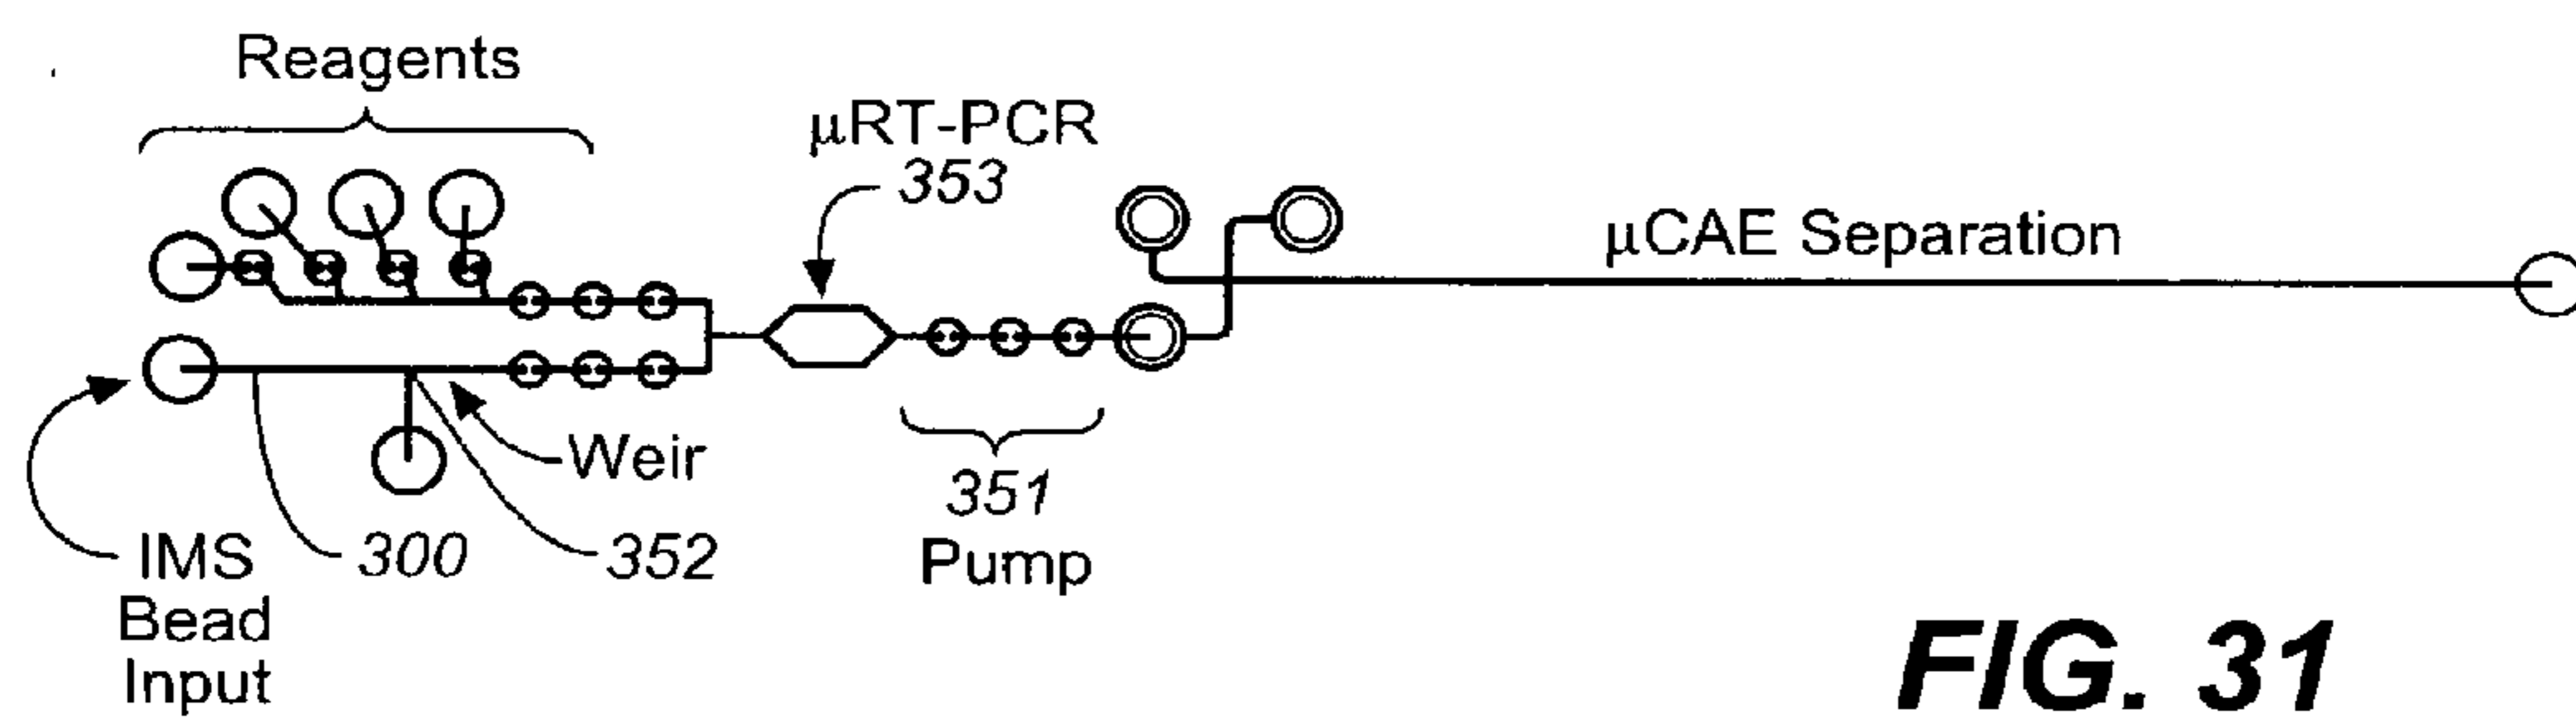 Reagents
μRT-PCR
353
μCAE Separation
Weir
351
Pump
IMS
Bead
Input
300
352
FIG. 31